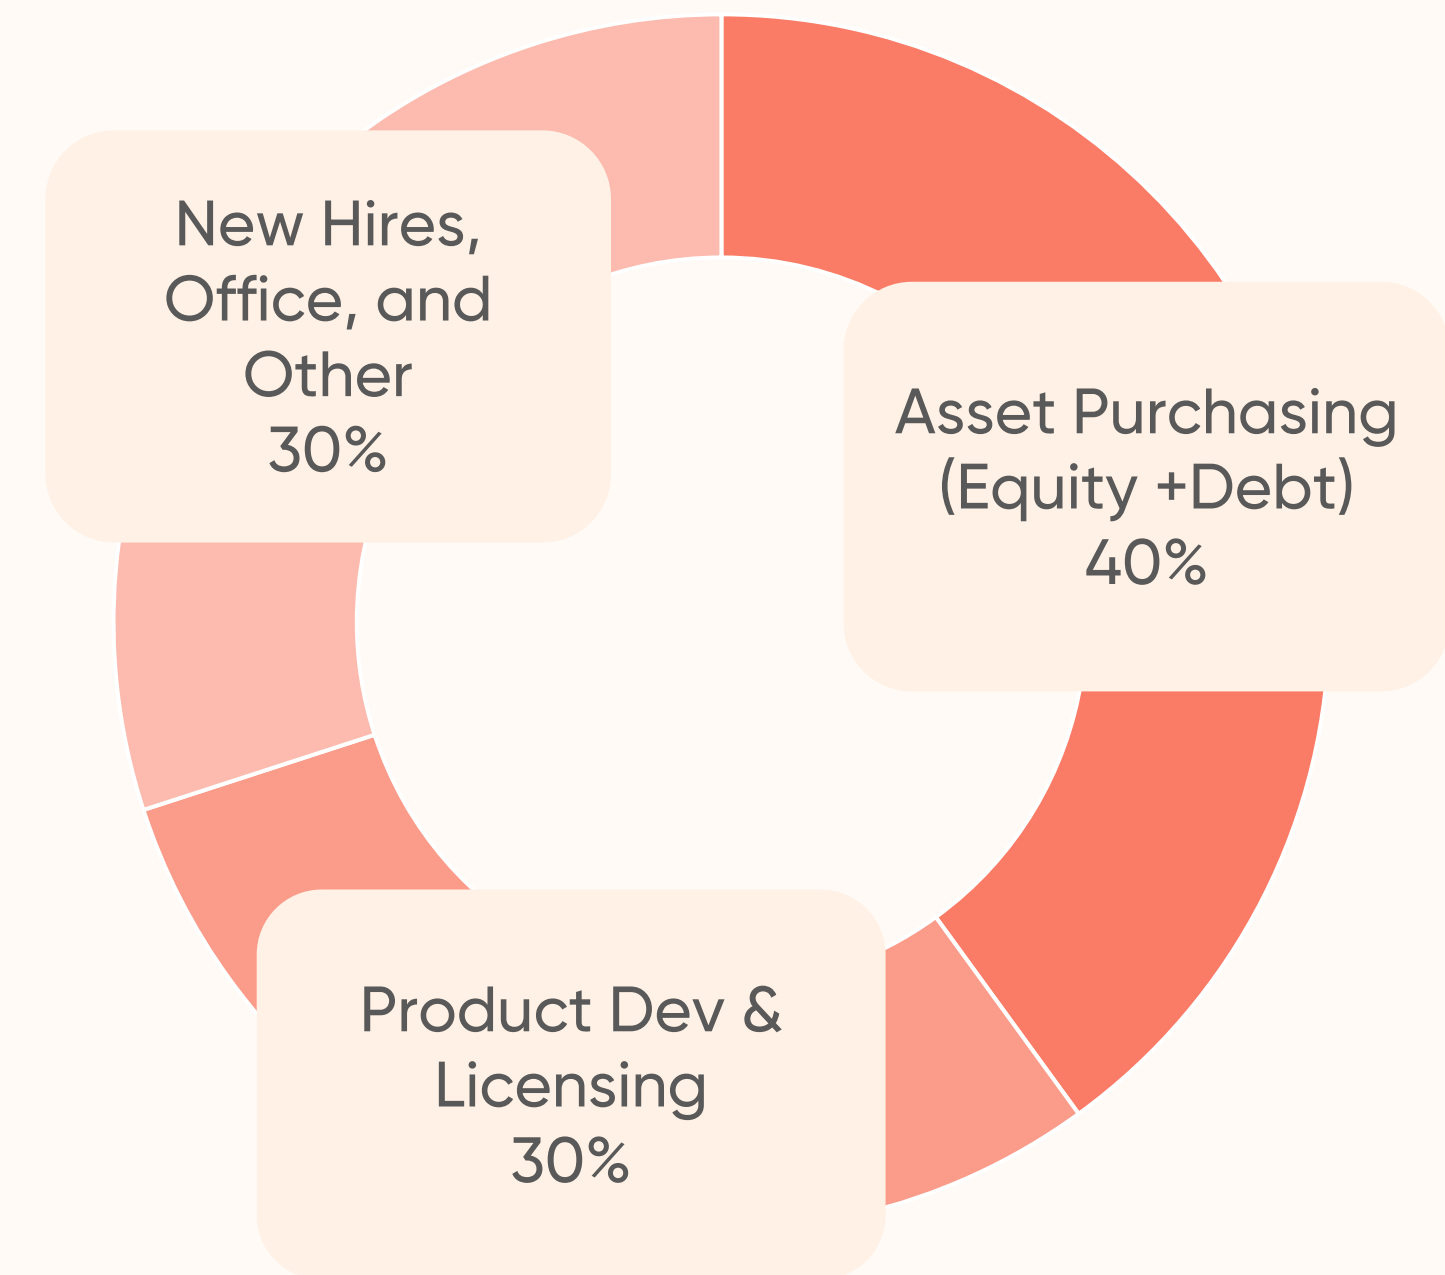 New Hires,
Office, and
Other
30%
Asset Purchasing
(Equity +Debt)
40%
Product Dev &
Licensing
30%